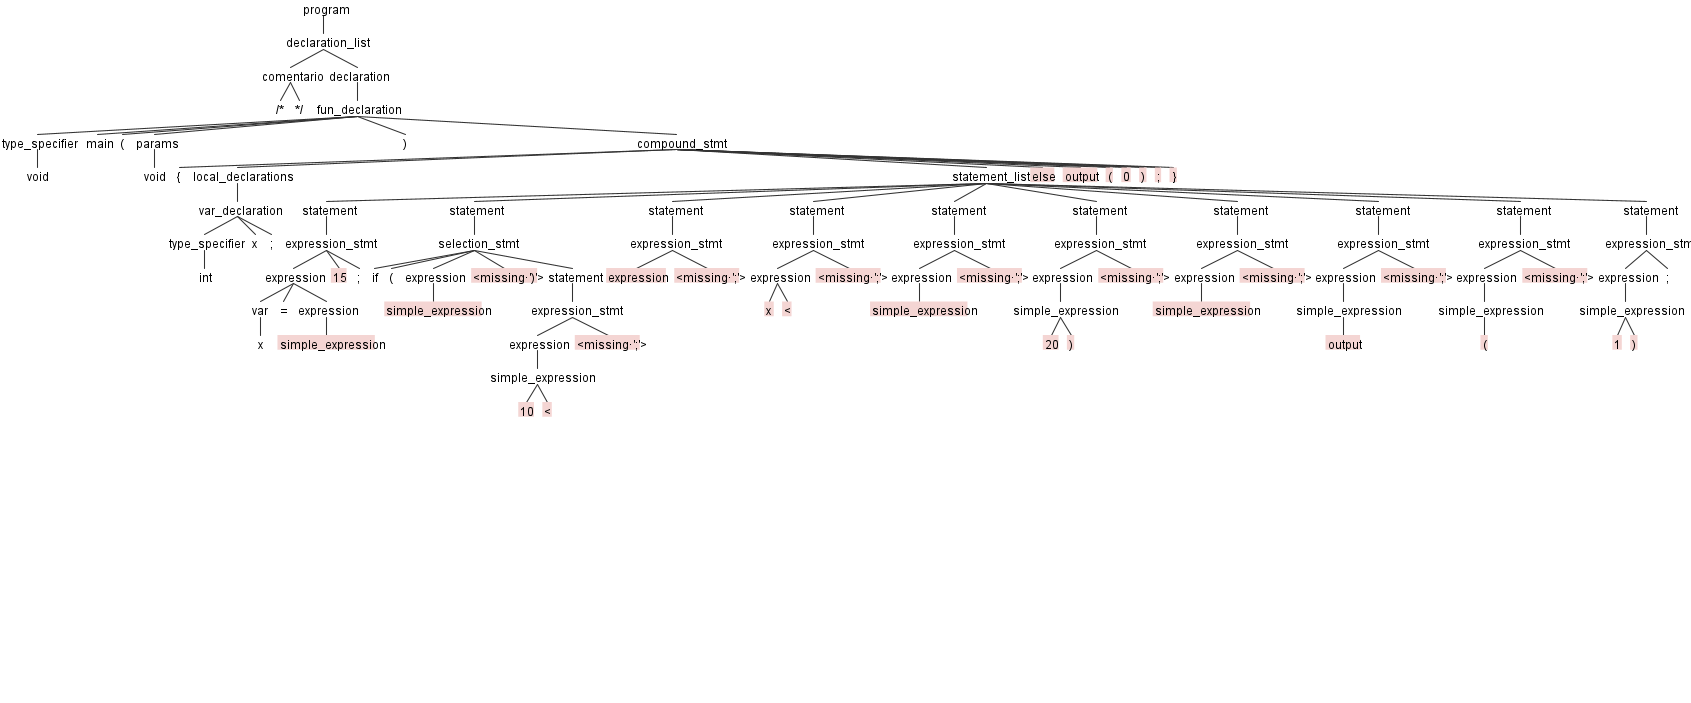 program
declaration_list
comentario declaration
/* */ fun_declaration
type_specifier main ( params ) compound_stmt
void void { local_declarations statement_list else output ( 0 ) ; }
var_declaration statement statement statement statement statement statement statement statement statement statement
type_specifier x ; expression_stmt selection_stmt expression_stmt expression_stmt expression_stmt expression_stmt expression_stmt expression_stmt expression_stmt expression_stm
int expression 15 ; if ( expression <missing·')'> statement expression <missing·';'> expression <missing·';'> expression <missing·';'> expression <missing·';'> expression <missing·';'> expression <missing·';'> expression <missing·';'> expression ;
var = expression simple_expression expression_stmt x < simple_expression simple_expression simple_expression simple_expression simple_expression simple_expression
x simple_expression expression <missing·';'> 20 ) output ( 1 )
simple_expression
10 <